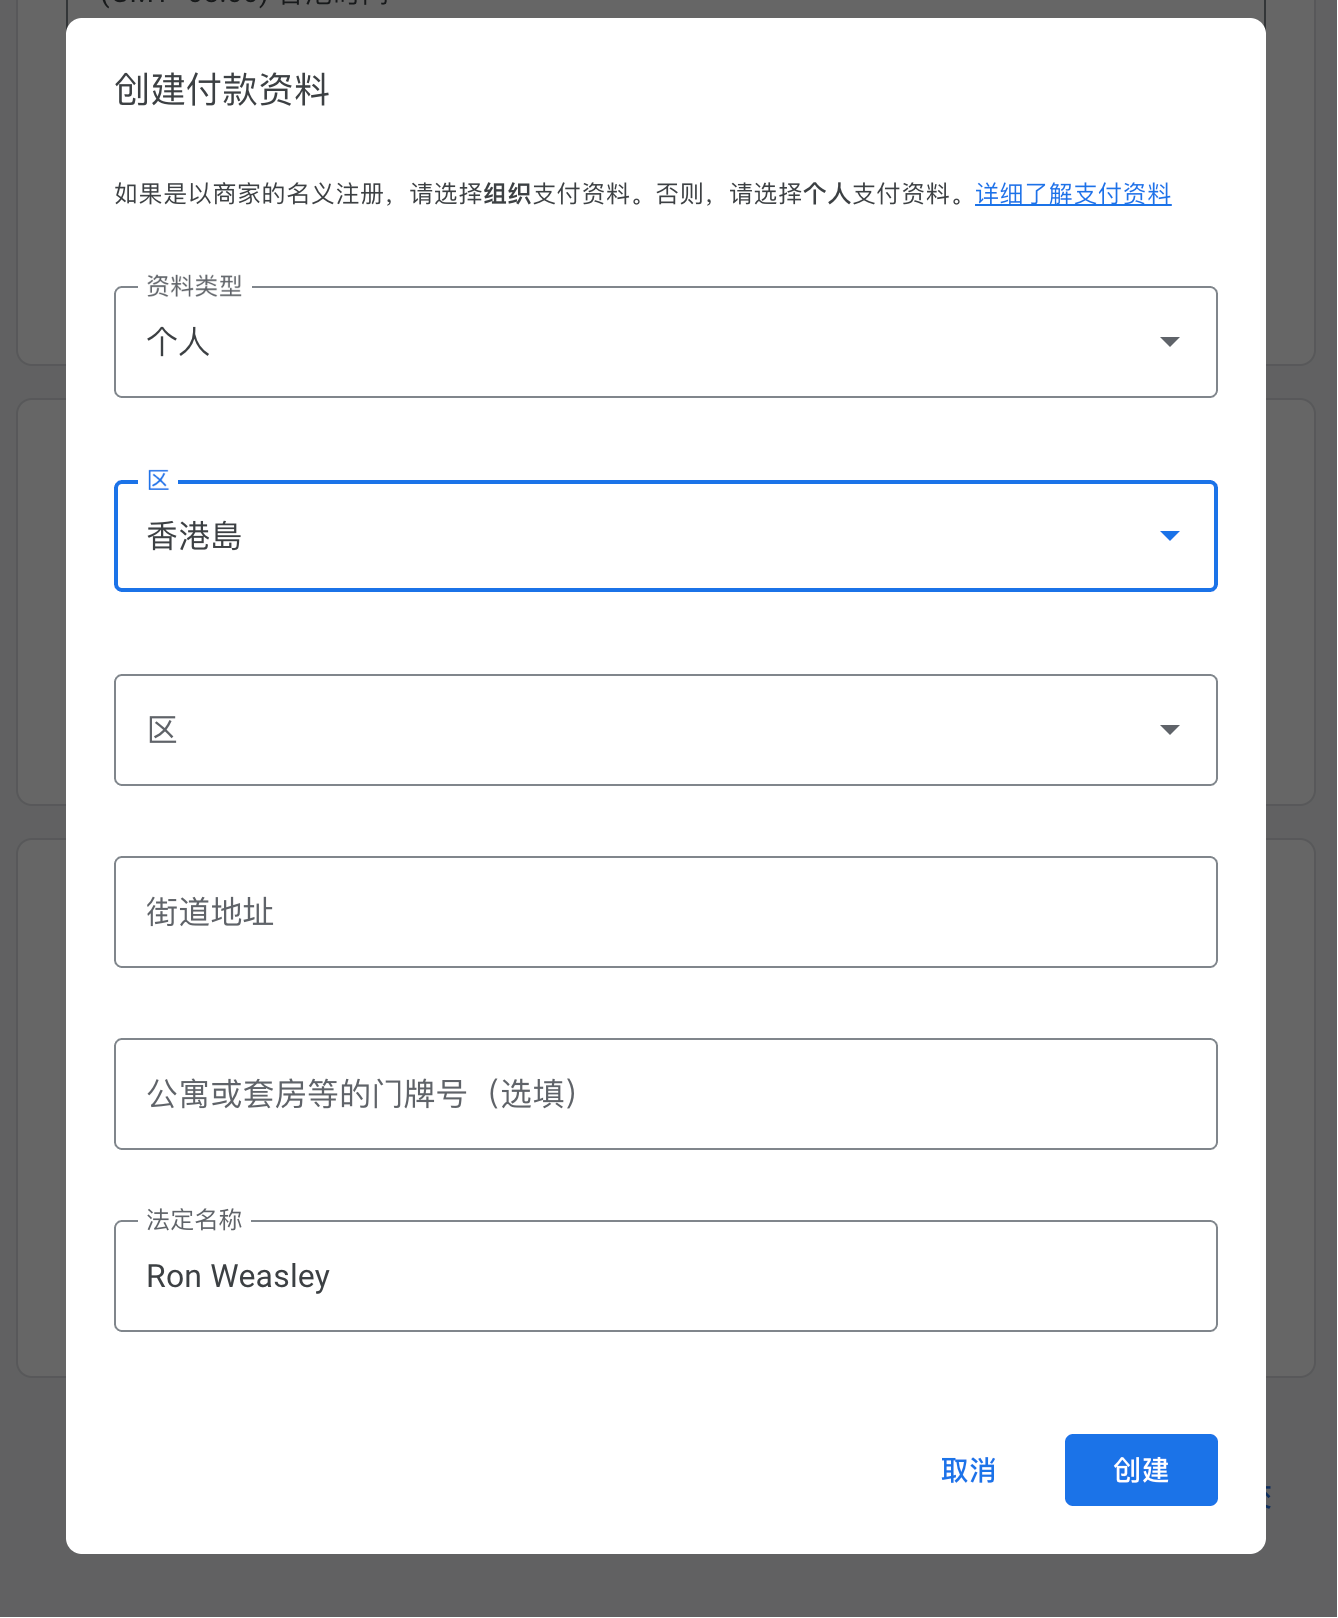 创建付款资料
如果是以商家的名义注册，请选择组织支付资料。否则，请选择个人支付资料。详细了解支付资料
资料类型
个人
区
香港島
区
街道地址
公寓或套房等的门牌号（选填）
法定名称
Ron Weasley
取消
创建